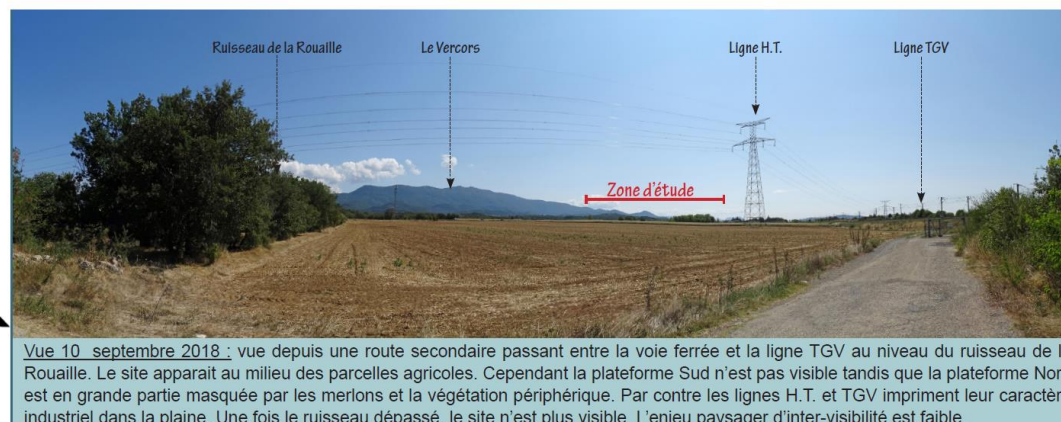 Ruisseau de la Rouaille Le Vercors Ligne H.T. Ligne TGV
Zone d'étude
Vue 10 septembre 2018 : vue depuis une route secondaire passant entre la voie ferrée et la ligne TGV au niveau du ruisseau de
Rouaille. Le site apparait au milieu des parcelles agricoles. Cependant la plateforme Sud n'est pas visible tandis que la plateforme
est en grande partie masquée par les merlons et la végétation périphérique. Par contre les lignes H.T. et TGV impriment leur
industriel dans la plaine. Une fois le ruisseau dépassé, le site n'est plus visible. L'enjeu paysager d'inter-visibilité est faible.